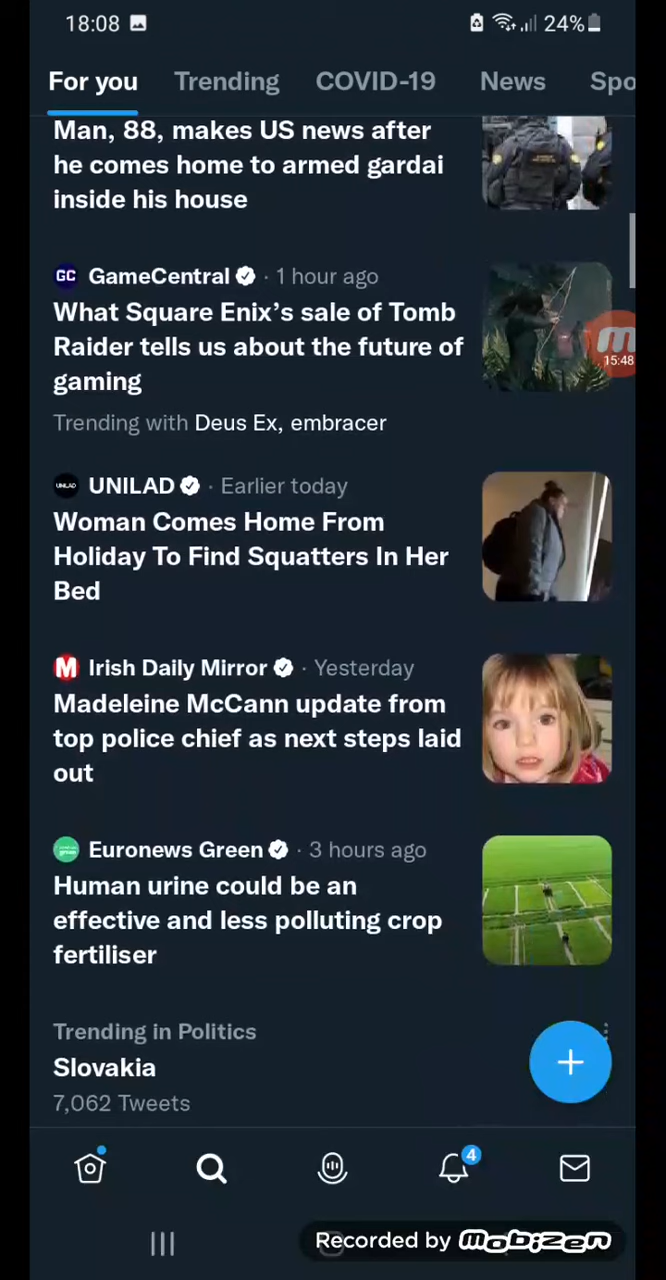 18:08 24%
For you Trending COVID-19 News Spo
Man, 88, makes US news after
he comes home to armed gardai
inside his house
GC GameCentral · 1 hour ago
What Square Enix’s sale of Tomb
Raider tells us about the future of
gaming
15:48
Trending with Deus Ex, embracer
UNILAD UNILAD · Earlier today
Woman Comes Home From
Holiday To Find Squatters In Her
Bed
M Irish Daily Mirror · Yesterday
Madeleine McCann update from
top police chief as next steps laid
out
Euronews Green · 3 hours ago
Human urine could be an
effective and less polluting crop
fertiliser
Trending in Politics
Slovakia
7,062 Tweets
4
Recorded by mobizen